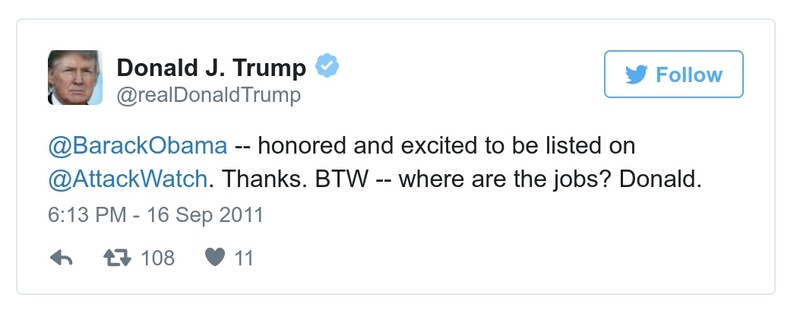 Donald J. Trump
@realDonaldTrump
Follow
@BarackObama -- honored and excited to be listed on
@AttackWatch. Thanks. BTW -- where are the jobs? Donald.
6:13 PM - 16 Sep 2011
108 11